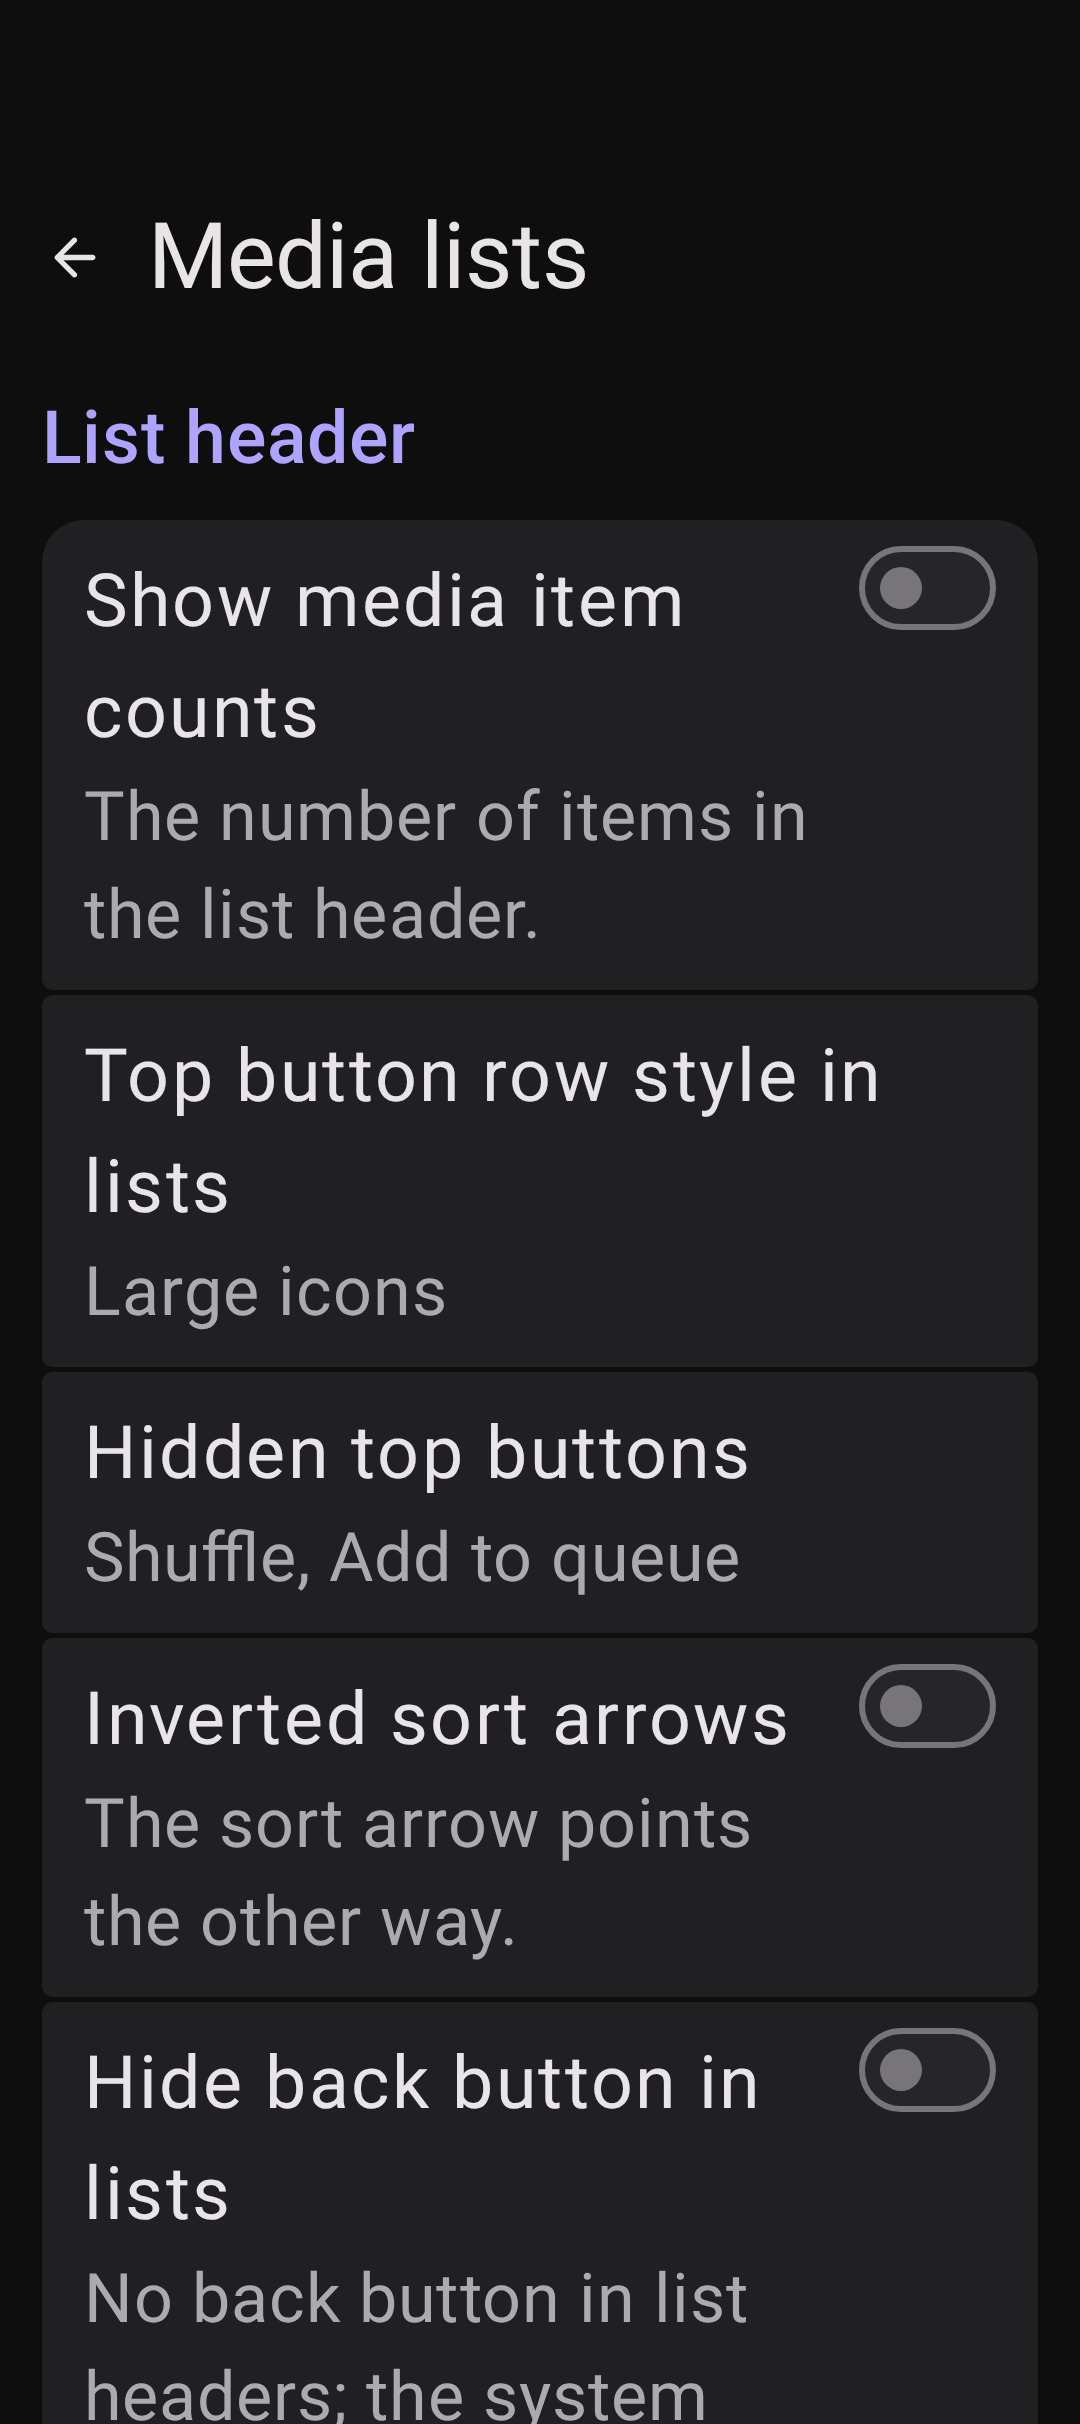 Media lists
List header
Show media item
counts
The number of items in
the list header.
Top button row style in
lists
Large icons
Hidden top buttons
Shuffle, Add to queue
Inverted sort arrows
The sort arrow points
the other way.
Hide back button in
lists
No back button in list
headers; the system